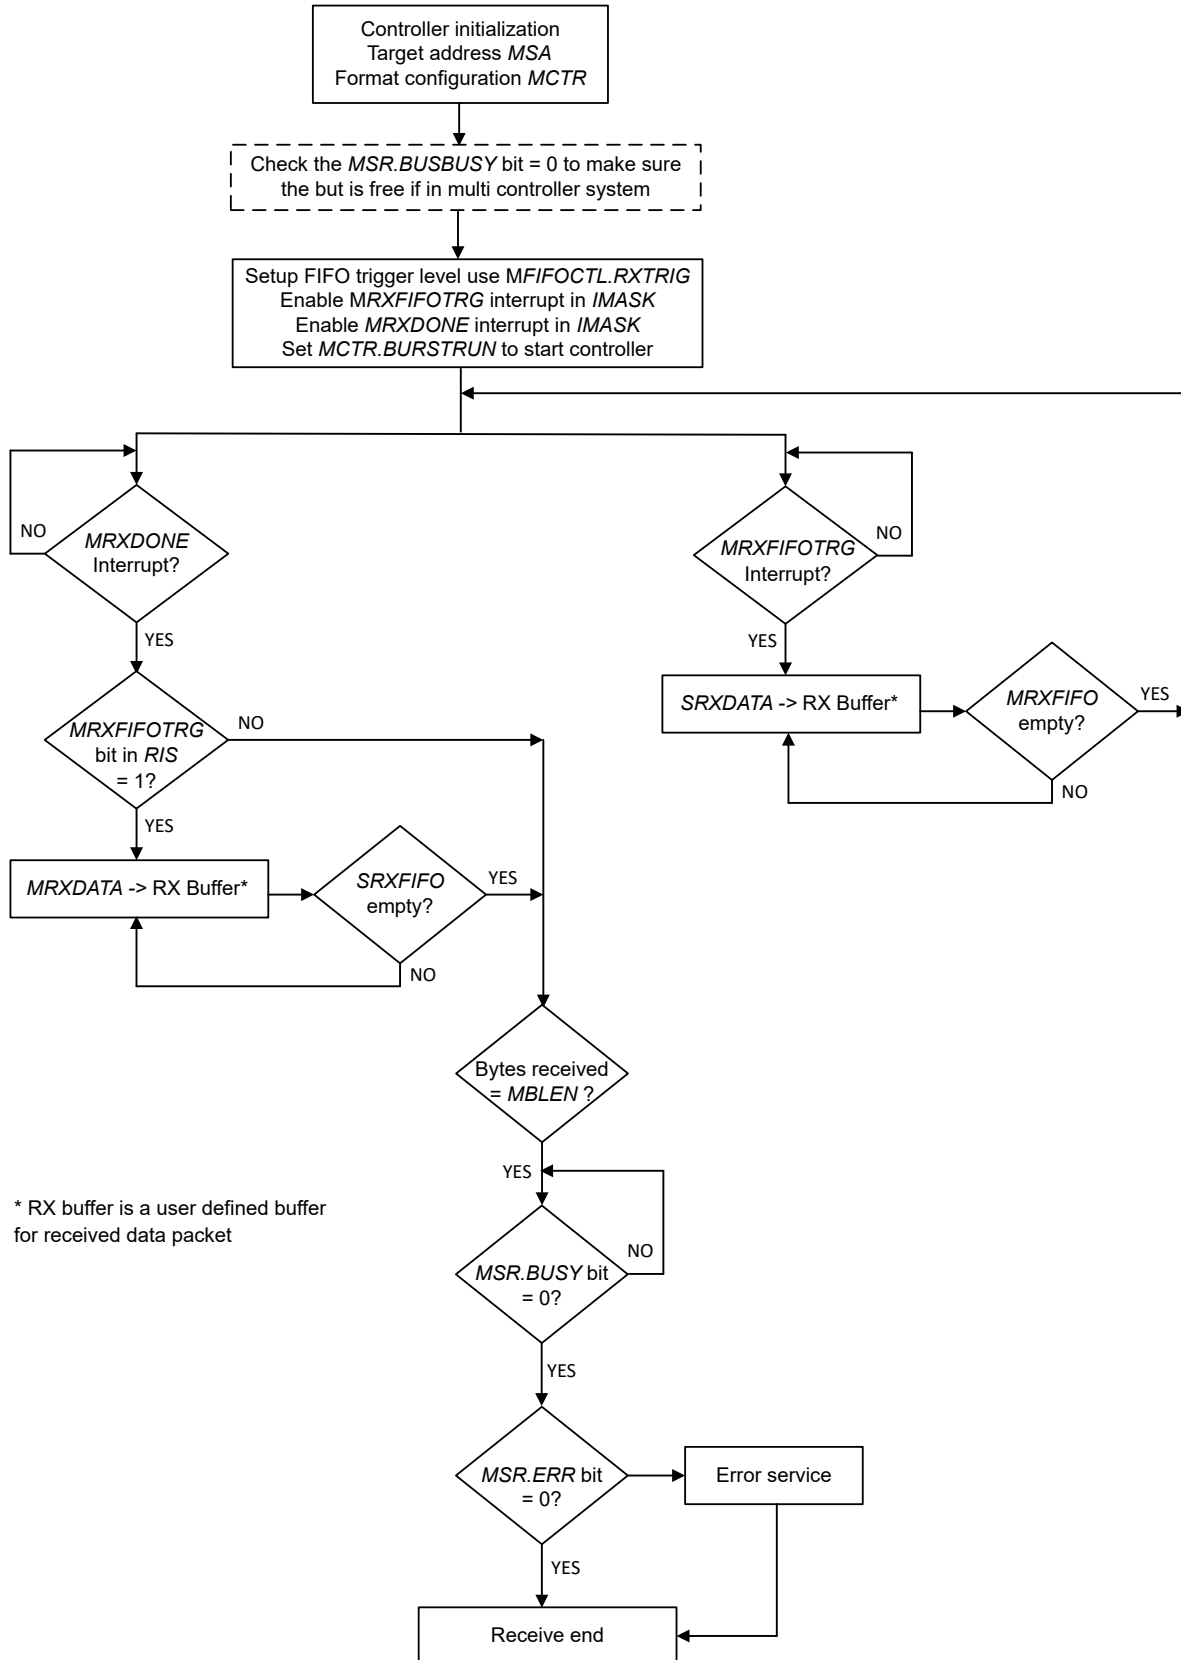 Controller initialization
Target address MSA
Format configuration MCTR
Check the MSR.BUSBUSY bit = 0 to make sure
the but is free if in multi controller system
Setup FIFO trigger level use MFIFOCTL.RXTRIG
Enable MRXFIFOTRG interrupt in IMASK
Enable MRXDONE interrupt in IMASK
Set MCTR.BURSTRUN to start controller
NO
MRXDONE
Interrupt?
YES
NO
MRXFIFOTRG
Interrupt?
YES
MRXFIFOTRG
bit in RIS
= 1?
NO
YES
SRXDATA -> RX Buffer*
MRXFIFO
empty?
YES
NO
MRXDATA -> RX Buffer*
SRXFIFO
empty?
YES
NO
Bytes received
= MBLEN ?
YES
* RX buffer is a user defined buffer
for received data packet
NO
MSR.BUSY bit
= 0?
YES
MSR.ERR bit
= 0?
Error service
YES
Receive end